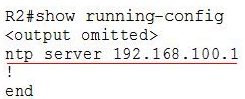 R2#show running-config
<output omitted>
ntp server 192.168.100.1
!
end